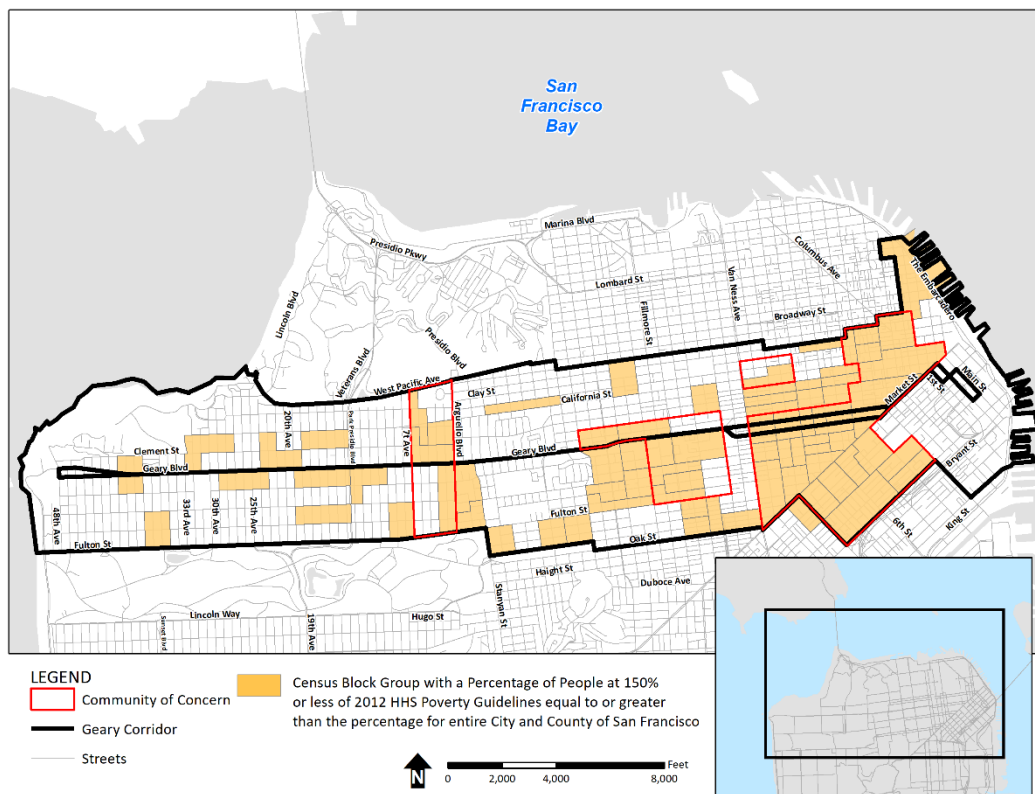 San
Francisco
Bay
Marina Blvd
Presidio Pkwy
Columbus Ave
Lombard St
Van Ness Ave
The Embarcadero
Lincoln Blvd
Fillmore St
Broadway St
Presidio Blvd
Veterans Blvd
West Pacific Ave
Clay St
California St
Market St
1st St
Main St
20th Ave
Park Presidio Blvd
7t Ave
Arguello Blvd
Clement St
Geary Blvd
Geary Blvd
Bryant St
48th Ave
33rd Ave
30th Ave
25th Ave
Fulton St
Fulton St
Oak St
6th St
King St
Haight St
Duboce Ave
Stanyan St
Lincoln Way
Hugo St
Sunset Blvd
19th Ave
LEGEND
Community of Concern
Geary Corridor
Streets
Census Block Group with a Percentage of People at 150%
or less of 2012 HHS Poverty Guidelines equal to or greater
than the percentage for entire City and County of San Francisco
N
Feet
0 2,000 4,000 8,000